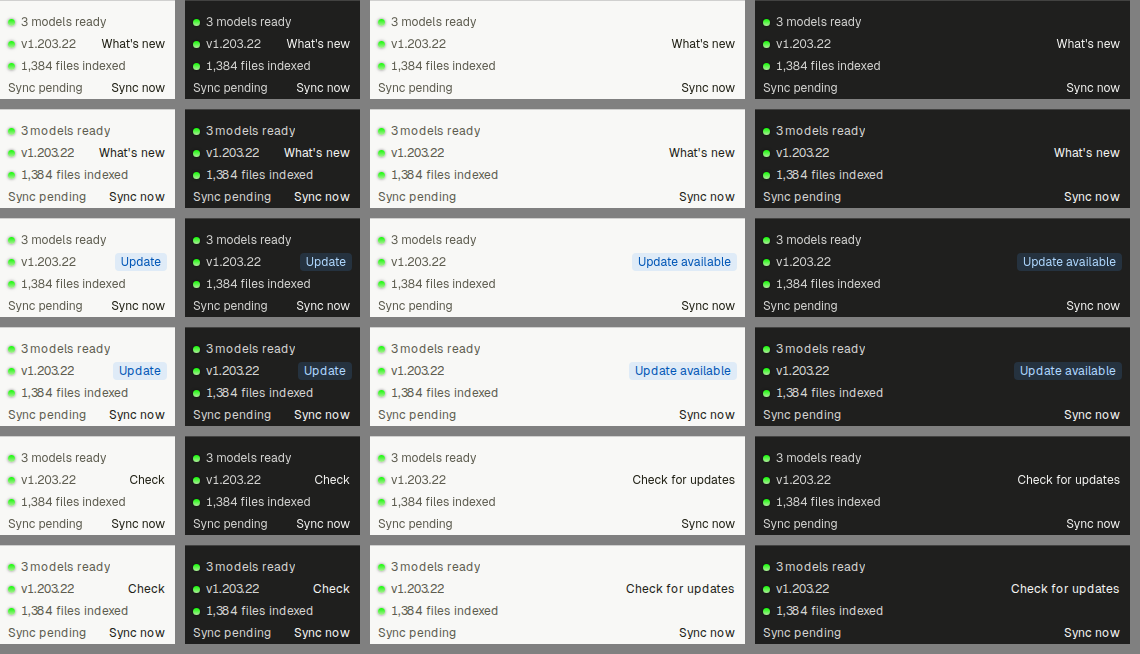 3 models ready
v1.203.22 What's new
1,384 files indexed
Sync pending Sync now
3 models ready
v1.203.22 What's new
1,384 files indexed
Sync pending Sync now
3 models ready
v1.203.22 What's new
1,384 files indexed
Sync pending Sync now
3 models ready
v1.203.22 What's new
1,384 files indexed
Sync pending Sync now
3 models ready
v1.203.22 What's new
1,384 files indexed
Sync pending Sync now
3 models ready
v1.203.22 What's new
1,384 files indexed
Sync pending Sync now
3 models ready
v1.203.22 What's new
1,384 files indexed
Sync pending Sync now
3 models ready
v1.203.22 What's new
1,384 files indexed
Sync pending Sync now
3 models ready
v1.203.22 Update
1,384 files indexed
Sync pending Sync now
3 models ready
v1.203.22 Update
1,384 files indexed
Sync pending Sync now
3 models ready
v1.203.22 Update available
1,384 files indexed
Sync pending Sync now
3 models ready
v1.203.22 Update available
1,384 files indexed
Sync pending Sync now
3 models ready
v1.203.22 Update
1,384 files indexed
Sync pending Sync now
3 models ready
v1.203.22 Update
1,384 files indexed
Sync pending Sync now
3 models ready
v1.203.22 Update available
1,384 files indexed
Sync pending Sync now
3 models ready
v1.203.22 Update available
1,384 files indexed
Sync pending Sync now
3 models ready
v1.203.22 Check
1,384 files indexed
Sync pending Sync now
3 models ready
v1.203.22 Check
1,384 files indexed
Sync pending Sync now
3 models ready
v1.203.22 Check for updates
1,384 files indexed
Sync pending Sync now
3 models ready
v1.203.22 Check for updates
1,384 files indexed
Sync pending Sync now
3 models ready
v1.203.22 Check
1,384 files indexed
Sync pending Sync now
3 models ready
v1.203.22 Check
1,384 files indexed
Sync pending Sync now
3 models ready
v1.203.22 Check for updates
1,384 files indexed
Sync pending Sync now
3 models ready
v1.203.22 Check for updates
1,384 files indexed
Sync pending Sync now